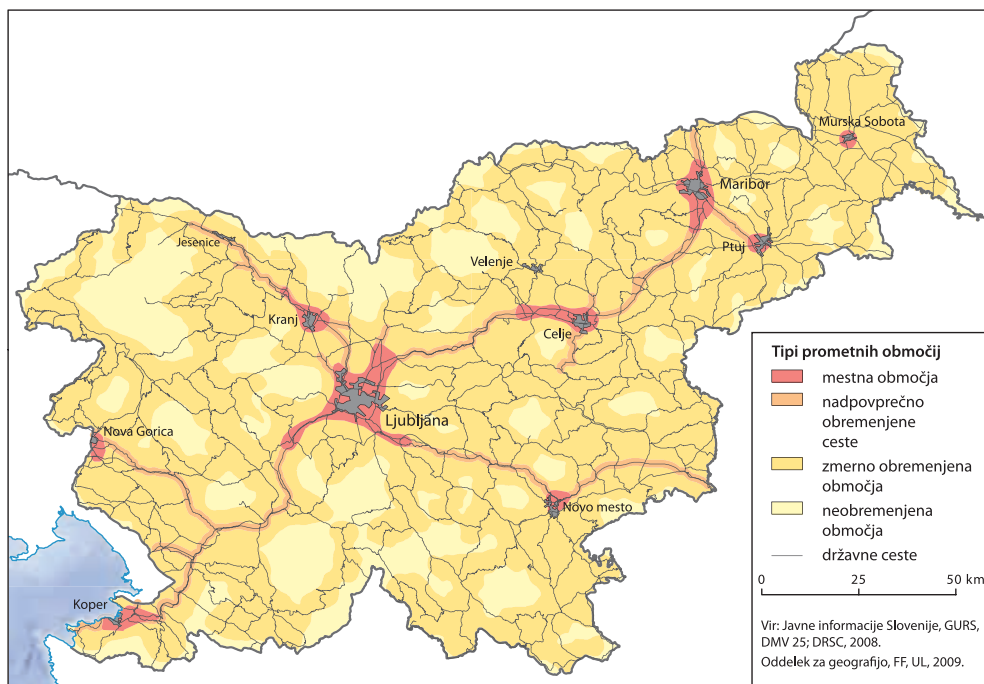 Murska Sobota
Maribor
Jesenice
Ptuj
Velenje
Kranj
Celje
Ljubljana
Nova Gorica
Novo mesto
Koper
Tipi prometnih območij
mestna območja
nadpovprečno
obremenjene
ceste
zmerno obremenjena
območja
neobremenjena
območja
državne ceste
0 25 50 km
Vir: Javne informacije Slovenije, GURS,
DMV 25; DRSC, 2008.
Oddelek za geografijo, FF, UL, 2009.